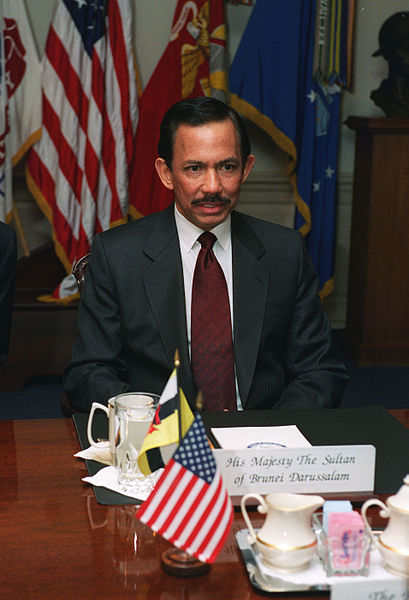 His Majesty The Sultan
of Brunei Darussalam